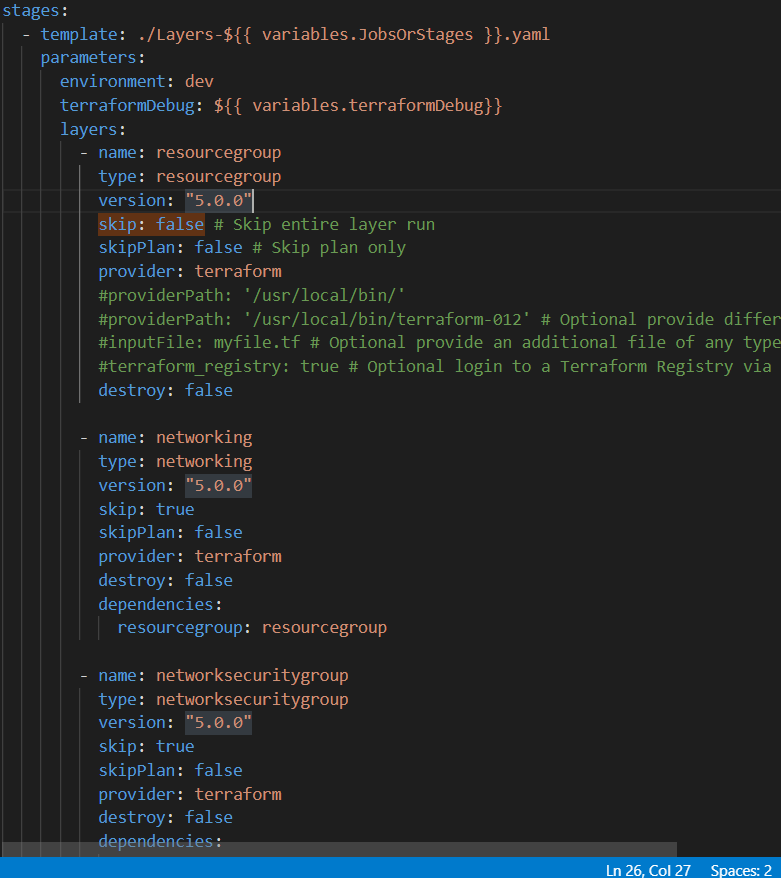 stages:
- template: ./Layers-${{ variables.JobsOrStages }}.yaml
parameters:
environment: dev
terraformDebug: ${{ variables.terraformDebug}}
layers:
- name: resourcegroup
type: resourcegroup
version: "5.0.0"
skip: false # Skip entire layer run
skipPlan: false # Skip plan only
provider: terraform
#providerPath: '/usr/local/bin/'
#providerPath: '/usr/local/bin/terraform-012' # Optional provide differ
#inputFile: myfile.tf # Optional provide an additional file of any type
#terraform_registry: true # Optional login to a Terraform Registry via
destroy: false
- name: networking
type: networking
version: "5.0.0"
skip: true
skipPlan: false
provider: terraform
destroy: false
dependencies:
resourcegroup: resourcegroup
- name: networksecuritygroup
type: networksecuritygroup
version: "5.0.0"
skip: true
skipPlan: false
provider: terraform
destroy: false
dependencies:
Ln 26, Col 27 Spaces: 2